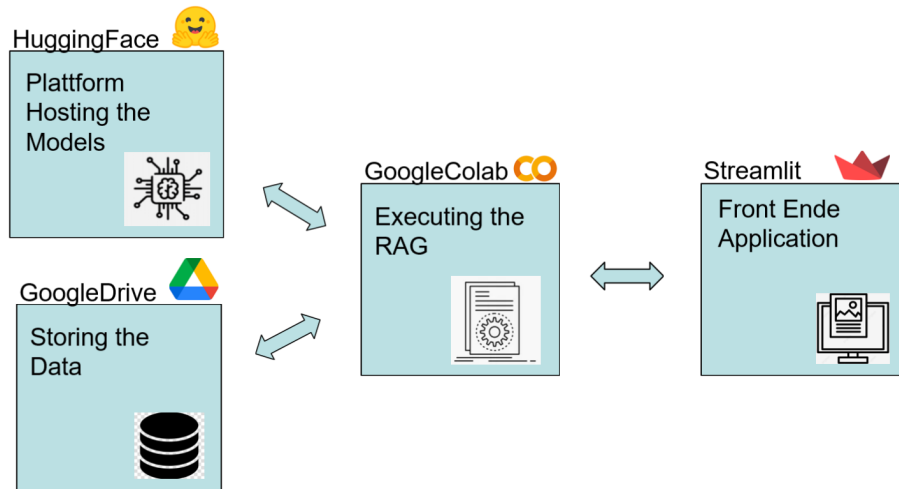 HuggingFace
Plattform
Hosting the
Models
GoogleDrive
Storing the
Data
GoogleColab
Executing the
RAG
Streamlit
Front Ende
Application